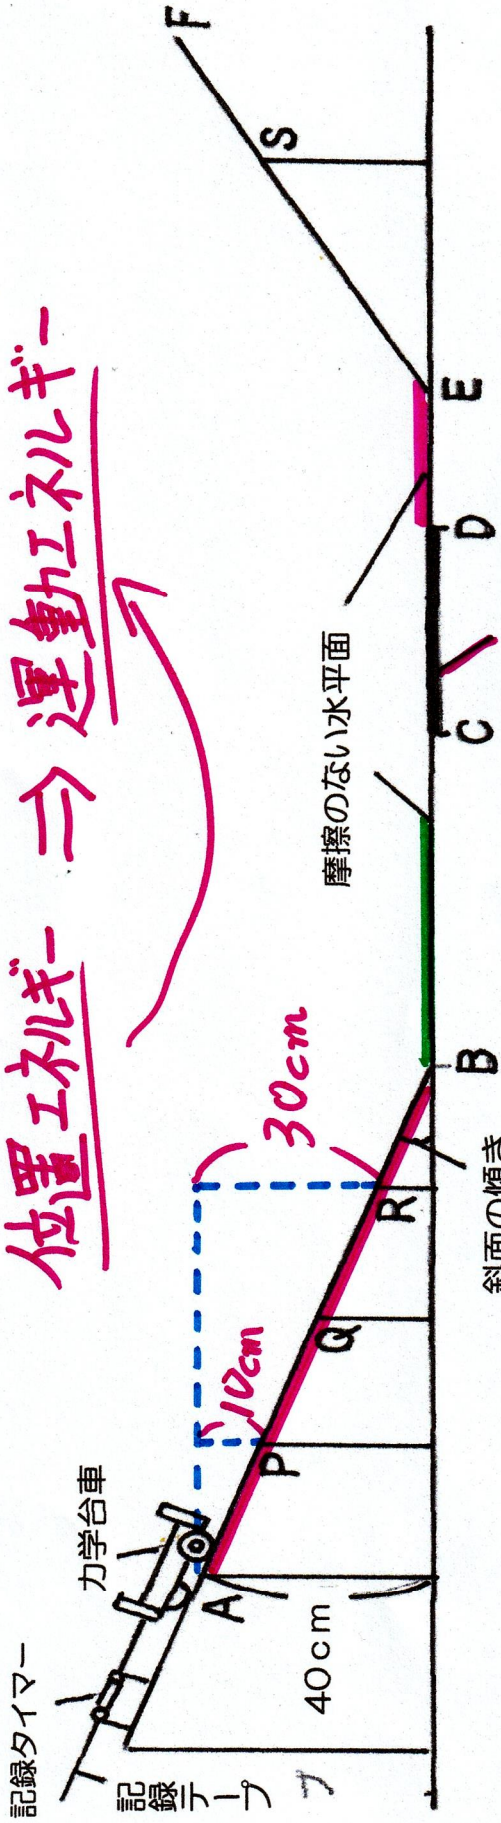 位置エネルギー ⇒ 運動エネルギー
記録タイマー
力学台車
記録テープ
A
40cm
10cm
30cm
P
Q
R
B
摩擦のない水平面
C
D
E
S
F